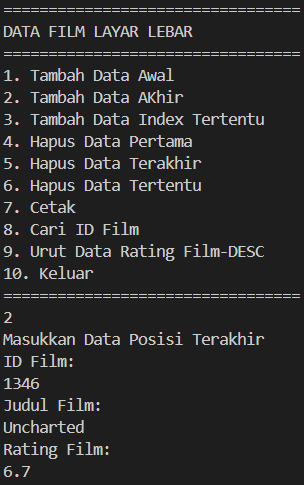 ==================================
DATA FILM LAYAR LEBAR
==================================
1. Tambah Data Awal
2. Tambah Data AKhir
3. Tambah Data Index Tertentu
4. Hapus Data Pertama
5. Hapus Data Terakhir
6. Hapus Data Tertentu
7. Cetak
8. Cari ID Film
9. Urut Data Rating Film-DESC
10. Keluar
==================================
2
Masukkan Data Posisi Terakhir
ID Film:
1346
Judul Film:
Uncharted
Rating Film:
6.7